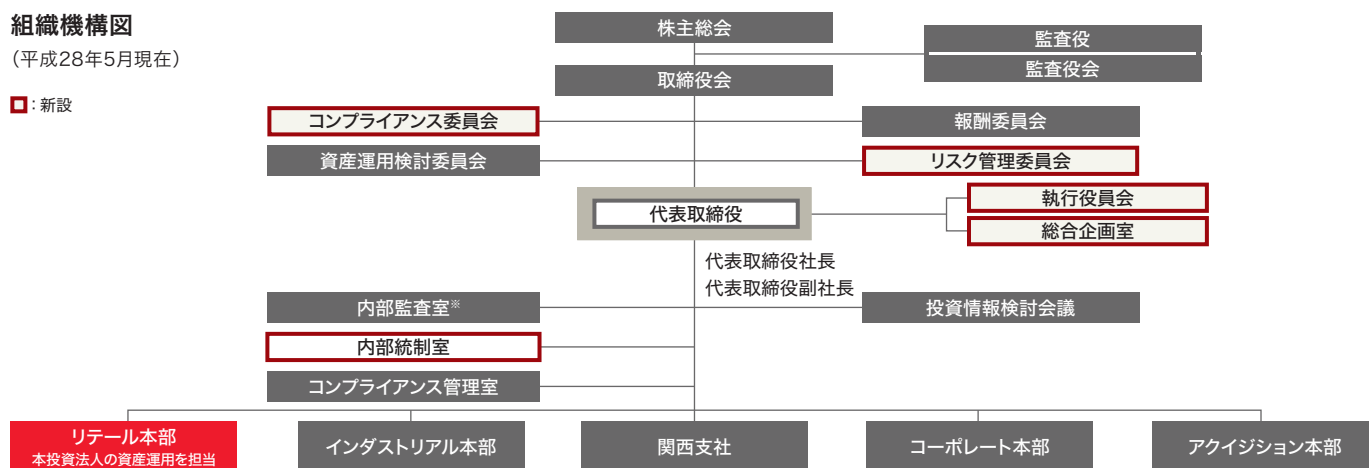 組織機構図
（平成28年5月現在）
：新設
株主総会
監査役
監査役会
取締役会
コンプライアンス委員会
報酬委員会
資産運用検討委員会
リスク管理委員会
代表取締役
執行役員会
総合企画室
代表取締役社長
代表取締役副社長
内部監査室※
投資情報検討会議
内部統制室
コンプライアンス管理室
リテール本部
本投資法人の資産運用を担当
インダストリアル本部
関西支社
コーポレート本部
アクイジション本部